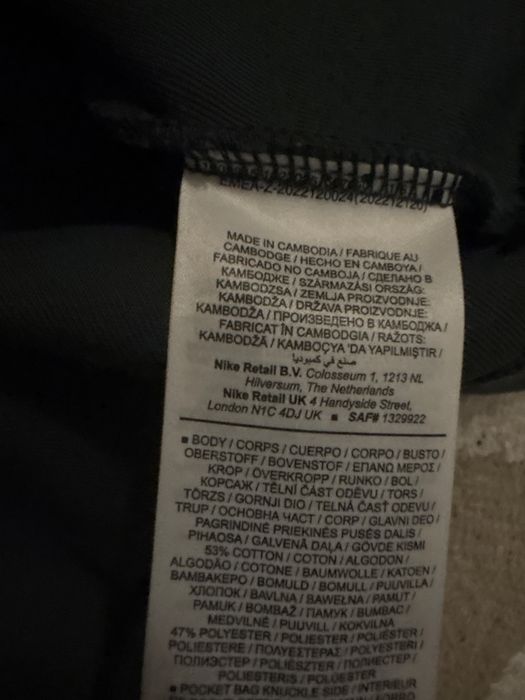 EMEA-Z-2022120024(202212120)
MADE IN CAMBODIA / FABRIQUE AU
CAMBODGE / HECHO EN CAMBOYA /
FABRICADO NO CAMBOJA / СДЕЛАНО В
КАМБОДЖЕ / SZÁRMAZÁSI ORSZÁG:
KAMBODZSA / ZEMLJA PROIZVODNJE:
KAMBODŽA / DRŽAVA PROIZVODNJE:
KAMBODŽA / ПРОИЗВЕДЕНО В КАМБОДЖА /
FABRICAT ÎN CAMBODGIA / RAŽOTS:
KAMBODŽĀ / KAMBOÇYA 'DA YAPILMIŞTIR /
صنع في كمبوديا
Nike Retail B.V. Colosseum 1, 1213 NL
Hilversum, The Netherlands
Nike Retail UK 4 Handyside Street,
London N1C 4DJ UK ■ SAF# 1329922
■ BODY / CORPS / CUERPO / CORPO / BUSTO /
OBERSTOFF / BOVENSTOF / ΕΠΑΝΩ ΜΕΡΟΣ /
KROP / OVERKROPP / RUNKO / BOL /
КОРСАЖ / TĚLNÍ ČÁST ODĚVU / TORS /
TÖRZS / GORNJI DIO / TELNÁ ČASŤ ODEVU /
TRUP / ОСНОВНА ЧАСТ / CORP / GLAVNI DEO /
PAGRINDINĖ PRIEKINĖS PUSĖS DALIS /
PIHAOSA / GALVENĀ DAĻA / GÖVDE KISMI
53% COTTON / COTON / ALGODON /
ALGODÃO / COTONE / BAUMWOLLE / KATOEN /
ΒΑΜΒΑΚΕΡΟ / BOMULD / BOMULL / PUUVILLA /
ХЛОПОК / BAVLNA / BAWEŁNA / PAMUT /
PAMUK / BOMBAŽ / ПАМУК / BUMBAC /
MEDVILNĖ / PUUVILL / KOKVILNA
47% POLYESTER / POLIESTER / POLIÉSTER /
POLIESTERE / ΠΟΛΥΕΣΤΕΡΑΣ / POLYESTERI /
ПОЛИЭСТЕР / POLIÉSZTER / ПОЛИЕСТЕР /
POLIESTERIS / POLÜESTER
■ POCKET BAG KNUCKLE SIDE / INTERIEUR